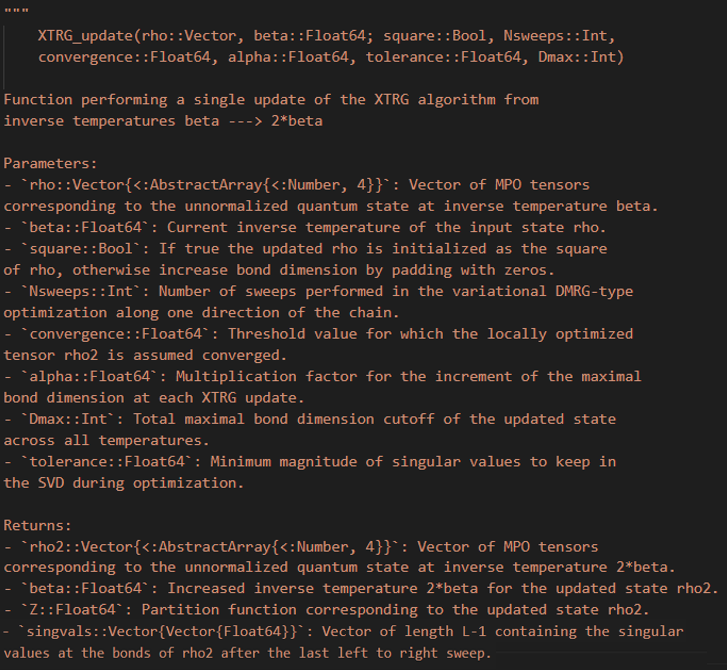 """
XTRG_update(rho::Vector, beta::Float64; square::Bool, Nsweeps::Int,
convergence::Float64, alpha::Float64, tolerance::Float64, Dmax::Int)
Function performing a single update of the XTRG algorithm from
inverse temperatures beta ---> 2*beta
Parameters:
- `rho::Vector{<:AbstractArray{<:Number, 4}}`: Vector of MPO tensors
corresponding to the unnormalized quantum state at inverse temperature beta.
- `beta::Float64`: Current inverse temperature of the input state rho.
- `square::Bool`: If true the updated rho is initialized as the square
of rho, otherwise increase bond dimension by padding with zeros.
- `Nsweeps::Int`: Number of sweeps performed in the variational DMRG-type
optimization along one direction of the chain.
- `convergence::Float64`: Threshold value for which the locally optimized
tensor rho2 is assumed converged.
- `alpha::Float64`: Multiplication factor for the increment of the maximal
bond dimension at each XTRG update.
- `Dmax::Int`: Total maximal bond dimension cutoff of the updated state
across all temperatures.
- `tolerance::Float64`: Minimum magnitude of singular values to keep in
the SVD during optimization.
Returns:
- `rho2::Vector{<:AbstractArray{<:Number, 4}}`: Vector of MPO tensors
corresponding to the unnormalized quantum state at inverse temperature 2*beta.
- `beta::Float64`: Increased inverse temperature 2*beta for the updated state rho2.
- `Z::Float64`: Partition function corresponding to the updated state rho2.
- `singvals::Vector{Vector{Float64}}`: Vector of length L-1 containing the singular
values at the bonds of rho2 after the last left to right sweep.